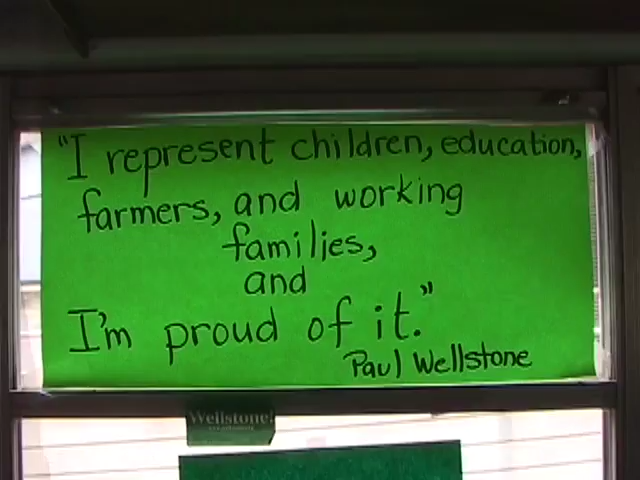 "I represent children, education,
farmers, and working
families,
and
I'm proud of it."
Paul Wellstone
Wellstone!